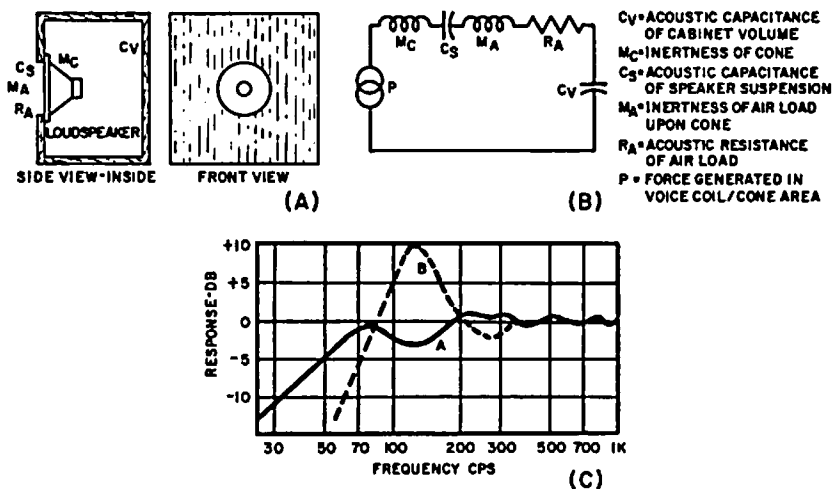 CS
MA
RA
MC
CV
LOUDSPEAKER
SIDE VIEW-INSIDE
FRONT VIEW
(A)
MC
CS
MA
RA
P
CV
(B)
CV=ACOUSTIC CAPACITANCE
OF CABINET VOLUME
MC=INERTNESS OF CONE
CS=ACOUSTIC CAPACITANCE
OF SPEAKER SUSPENSION
MA=INERTNESS OF AIR LOAD
UPON CONE
RA=ACOUSTIC RESISTANCE
OF AIR LOAD
P = FORCE GENERATED IN
VOICE COIL/CONE AREA
RESPONSE-DB
+10
+5
0
-5
-10
B
A
30 50 70 100 200 300 500 700 1K
FREQUENCY CPS
(C)